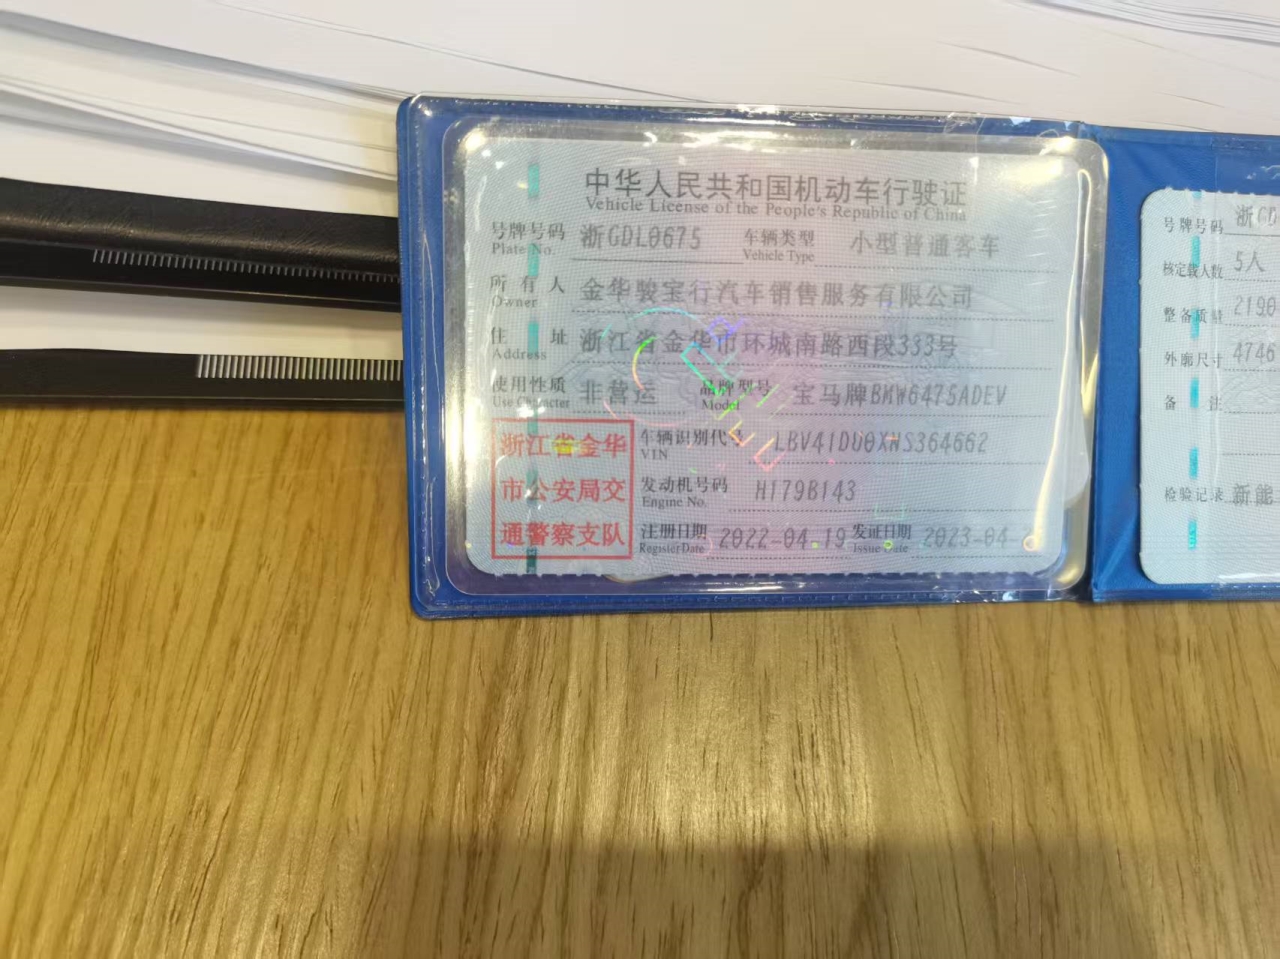 中华人民共和国机动车行驶证
Vehicle License of the People's Republic of China
号牌号码 浙GDL0675 车辆类型 小型普通客车
Plate No. Vehicle Type
所有人 金华骏宝行汽车销售服务有限公司
Owner
住址 浙江省金华市环城南路西段333号
Address
使用性质 非营运 品牌型号 宝马牌BMW6475ADEV
Use Character Model
浙江省金华
市公安局交
通警察支队
车辆识别代号 LBV41DU0XNS364662
VIN
发动机号码 H179B143
Engine No.
注册日期 2022-04-19 发证日期 2023-04-
Register Date Issue Date
号牌号码 浙GD
核定载人数 5人
整备质量 2190
外廓尺寸 4746
备注
检验记录 新能